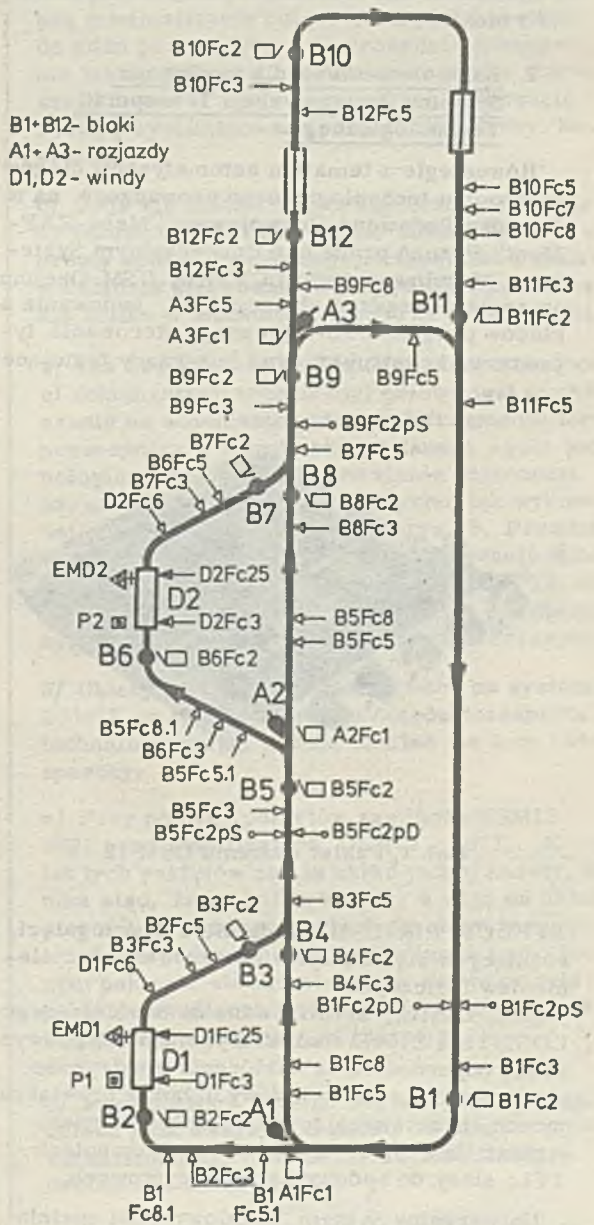 B10Fc2
B10
B10Fc3
B12Fc5
B1÷B12- bloki
A1÷A3- rozjazdy
D1, D2- windy
B10Fc5
B10Fc7
B10Fc8
B12Fc2
B12
B12Fc3
B9Fc8
A3Fc5
A3
A3Fc1
B11Fc3
B11
B11Fc2
B9Fc5
B9Fc2
B9
B9Fc3
B11Fc5
B9Fc2pS
B7Fc5
B7Fc2
B6Fc5
B7Fc3
D2Fc6
B7
B8
B8Fc2
B8Fc3
EMD2
D2
D2Fc25
P2
D2Fc3
B6
B6Fc2
B5Fc8
B5Fc5
B5Fc8.1
B6Fc3
B5Fc5.1
A2
A2Fc1
B5
B5Fc2
B5Fc3
B5Fc2pS
B5Fc2pD
B3Fc5
B3Fc2
B2Fc5
B3Fc3
D1Fc6
B3
B4
B4Fc2
B4Fc3
B1Fc2pD
B1Fc2pS
EMD1
D1
D1Fc25
P1
D1Fc3
B1Fc8
B1Fc5
B1Fc3
B1
B1Fc2
B2
B2Fc2
A1
B1
Fc8.1
B2Fc3
B1
Fc5.1
A1Fc1